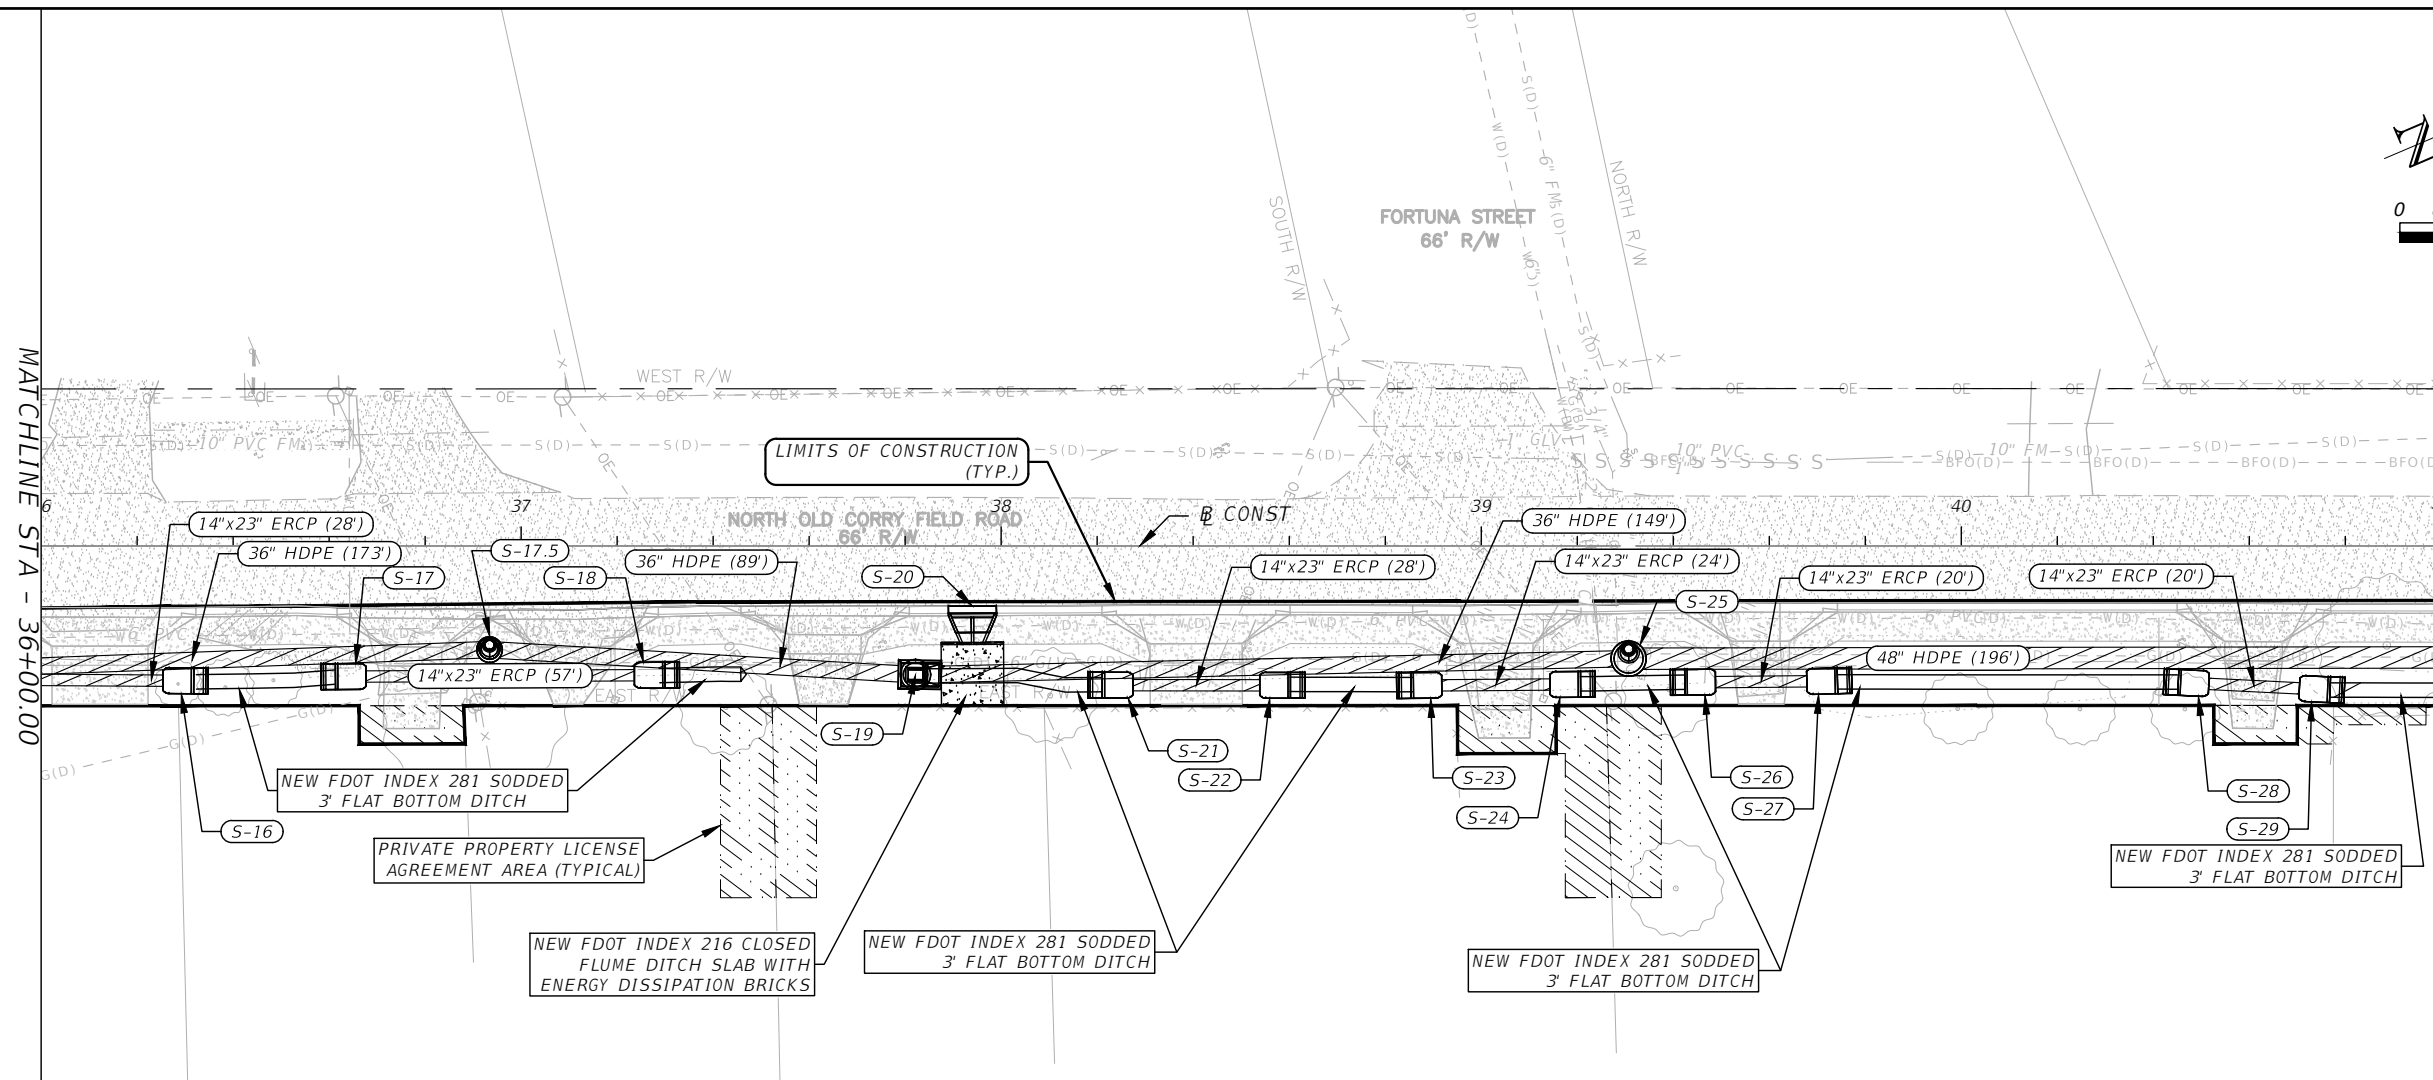 MATCHLINE STA - 36+00.00
SOUTH R/W
FORTUNA STREET
66' R/W
NORTH R/W
6" FM
S(D)
W(D)
0
WEST R/W
OE
10" PVC FM
S(D)
LIMITS OF CONSTRUCTION
(TYP.)
1" GLV
10" PVC
10" FM
BFO(D)
6
37
38
39
40
NORTH OLD CORRY FIELD ROAD
66' R/W
B CONST
14"x23" ERCP (28')
36" HDPE (173')
S-17.5
S-17
S-18
36" HDPE (89')
S-20
14"x23" ERCP (28')
36" HDPE (149')
14"x23" ERCP (24')
S-25
14"x23" ERCP (20')
14"x23" ERCP (20')
14"x23" ERCP (57')
48" HDPE (196')
EAST R/W
EAST R/W
G(D)
S-19
S-21
S-22
S-23
S-24
S-26
S-27
S-28
S-29
S-16
NEW FDOT INDEX 281 SODDED
3' FLAT BOTTOM DITCH
PRIVATE PROPERTY LICENSE
AGREEMENT AREA (TYPICAL)
NEW FDOT INDEX 216 CLOSED
FLUME DITCH SLAB WITH
ENERGY DISSIPATION BRICKS
NEW FDOT INDEX 281 SODDED
3' FLAT BOTTOM DITCH
NEW FDOT INDEX 281 SODDED
3' FLAT BOTTOM DITCH
NEW FDOT INDEX 281 SODDED
3' FLAT BOTTOM DITCH